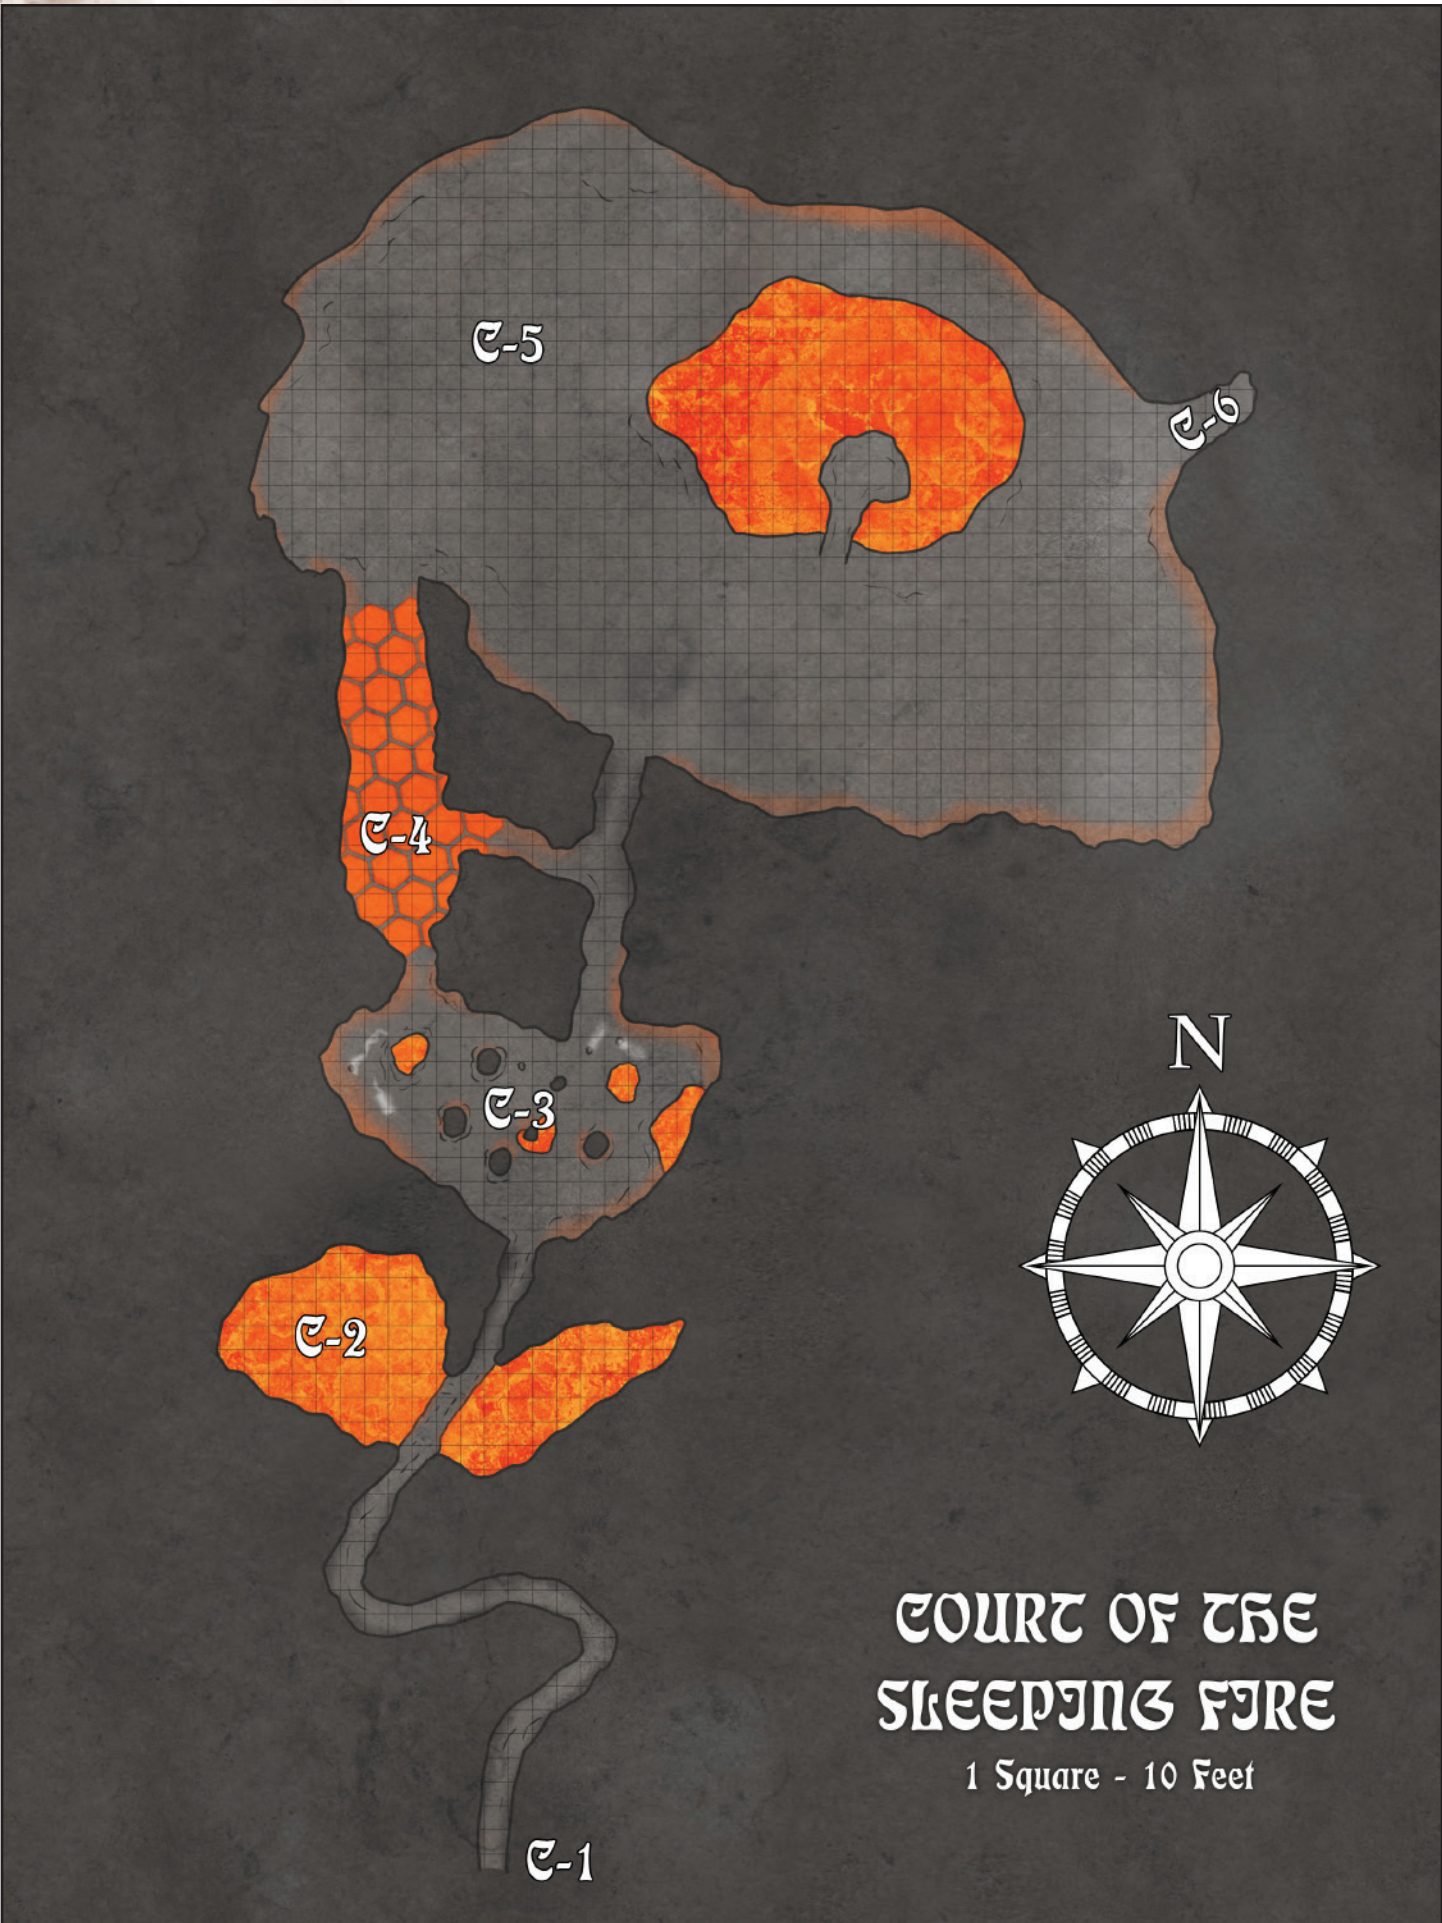 C-5
C-6
C-4
N
C-3
C-2
COURT OF THE
SLEEPING FIRE
1 Square - 10 Feet
C-1